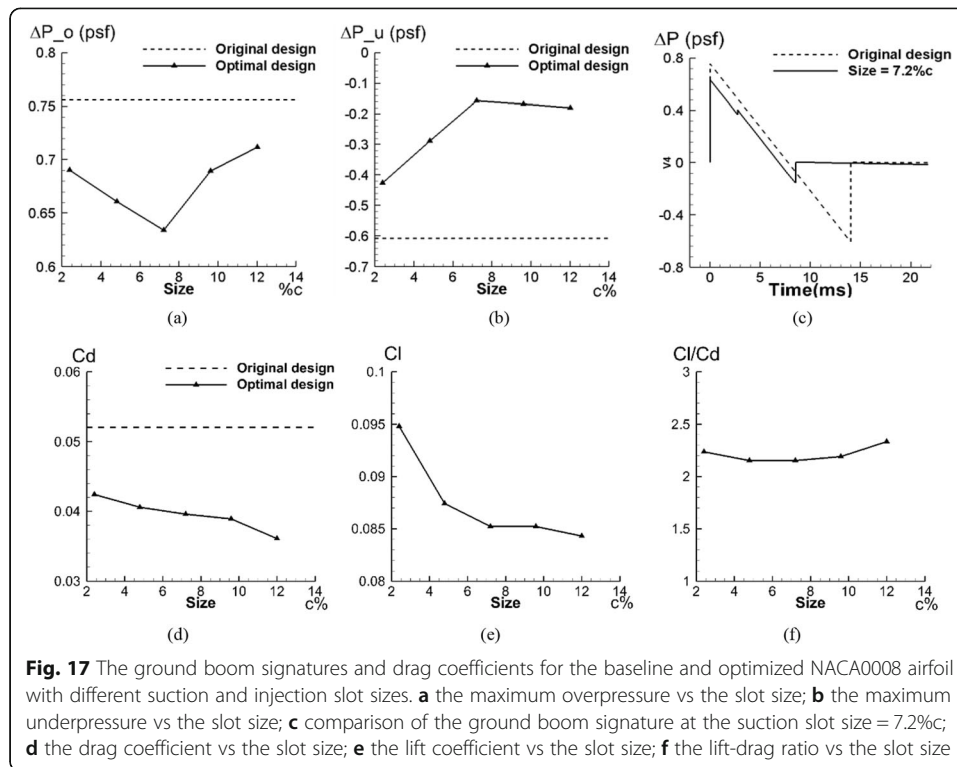 ΔP_o (psf)
Original design
Optimal design
0.8
0.75
0.7
0.65
0.6
2 4 6 8 10 12 14
Size
%c
(a)
ΔP_u (psf)
Original design
Optimal design
0
-0.1
-0.2
-0.3
-0.4
-0.5
-0.6
-0.7
2 4 6 8 10 12 14
Size
c%
(b)
ΔP (psf)
Original design
Size = 7.2%c
0.8
0.4
0
-0.4
-0.8
0 5 10 15 20
Time(ms)
(c)
Cd
Original design
Optimal design
0.06
0.05
0.04
0.03
2 4 6 8 10 12 14
Size
c%
(d)
Cl
0.1
0.095
0.09
0.085
0.08
2 4 6 8 10 12 14
Size
c%
(e)
Cl/Cd
3
2.5
2
1.5
1
2 4 6 8 10 12 14
Size
c%
(f)
Fig. 17 The ground boom signatures and drag coefficients for the baseline and optimized NACA0008 airfoil
with different suction and injection slot sizes. a the maximum overpressure vs the slot size; b the maximum
underpressure vs the slot size; c comparison of the ground boom signature at the suction slot size = 7.2%c;
d the drag coefficient vs the slot size; e the lift coefficient vs the slot size; f the lift-drag ratio vs the slot size